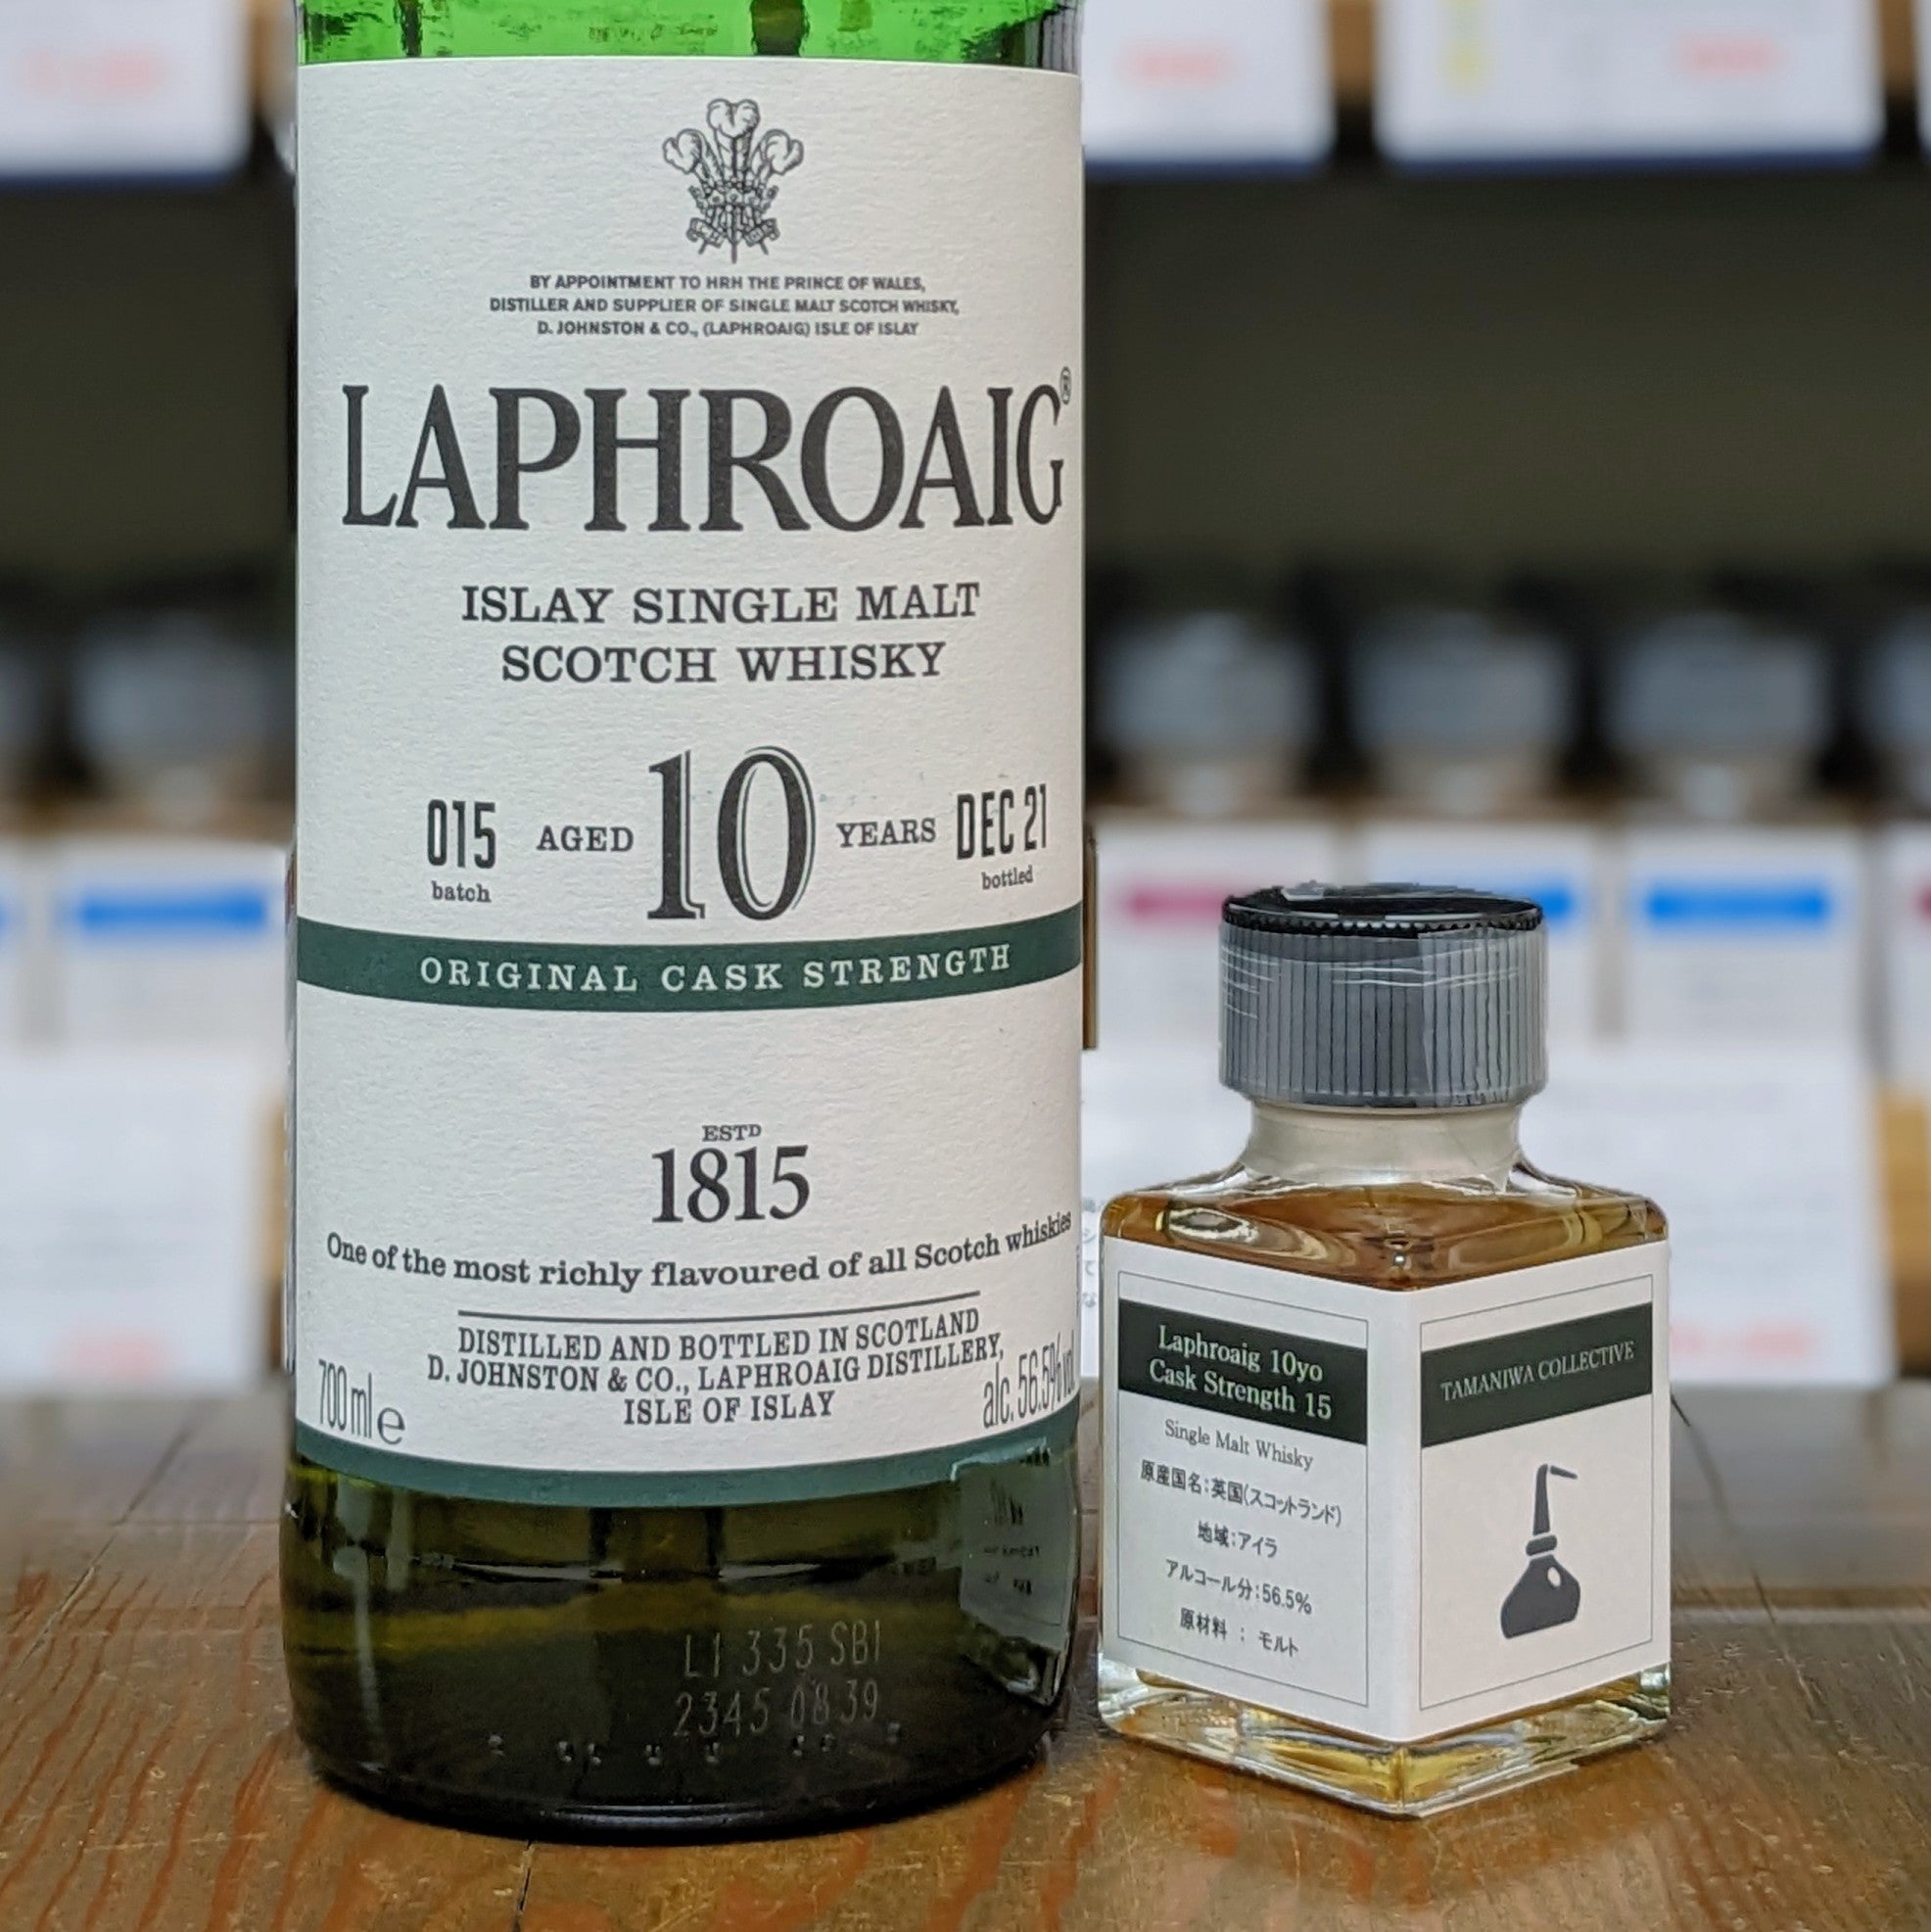 BY APPOINTMENT TO HRH THE PRINCE OF WALES,
DISTILLER AND SUPPLIER OF SINGLE MALT SCOTCH WHISKY,
D. JOHNSTON & CO., (LAPHROAIG) ISLE OF ISLAY
LAPHROAIG®
ISLAY SINGLE MALT
SCOTCH WHISKY
015 AGED 10 YEARS DEC 21
batch bottled
ORIGINAL CASK STRENGTH
ESTD
1815
One of the most richly flavoured of all Scotch whiskies
DISTILLED AND BOTTLED IN SCOTLAND
D. JOHNSTON & CO., LAPHROAIG DISTILLERY,
ISLE OF ISLAY
700 ml e
alc. 56.5% vol.
L1 335 SB1
2345 08 39
Laphroaig 10yo
Cask Strength 15
Single Malt Whisky
原産国名:英国(スコットランド)
地域:アイラ
アルコール分:56.5%
原材料 : モルト
TAMANIWA COLLECTIVE